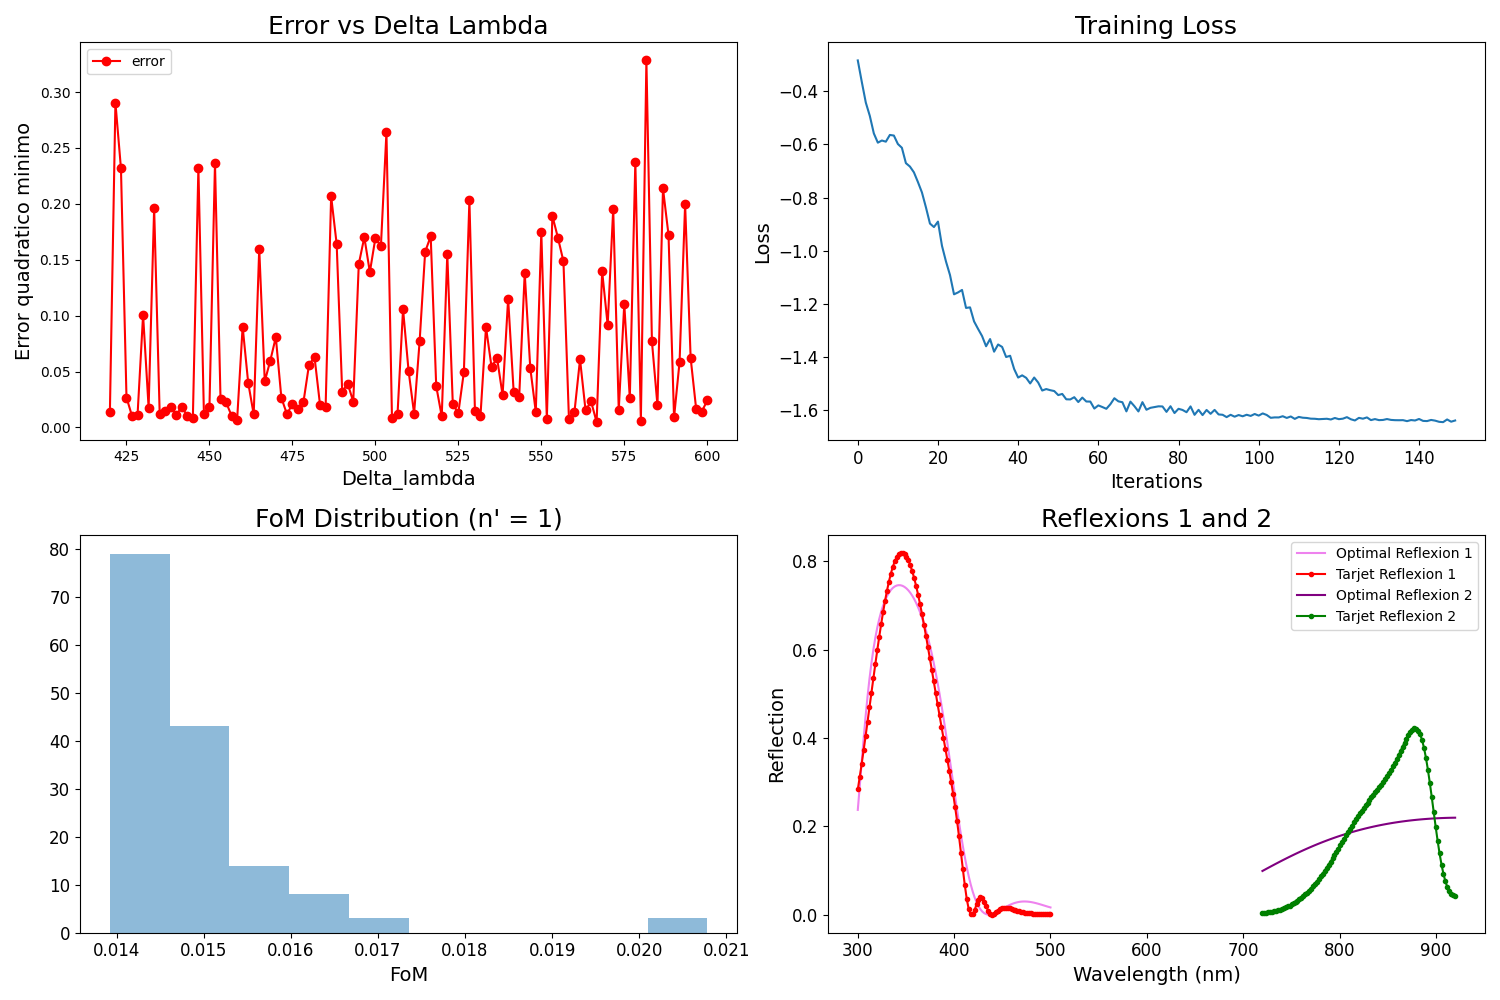 Error vs Delta Lambda
error
Error quadratico minimo
0.30
0.25
0.20
0.15
0.10
0.05
0.00
425 450 475 500 525 550 575 600
Delta_lambda
Training Loss
Loss
−0.4
−0.6
−0.8
−1.0
−1.2
−1.4
−1.6
0 20 40 60 80 100 120 140
Iterations
FoM Distribution (n' = 1)
80
70
60
50
40
30
20
10
0
0.014 0.015 0.016 0.017 0.018 0.019 0.020 0.021
FoM
Reflexions 1 and 2
Optimal Reflexion 1
Tarjet Reflexion 1
Optimal Reflexion 2
Tarjet Reflexion 2
Reflection
0.8
0.6
0.4
0.2
0.0
300 400 500 600 700 800 900
Wavelength (nm)